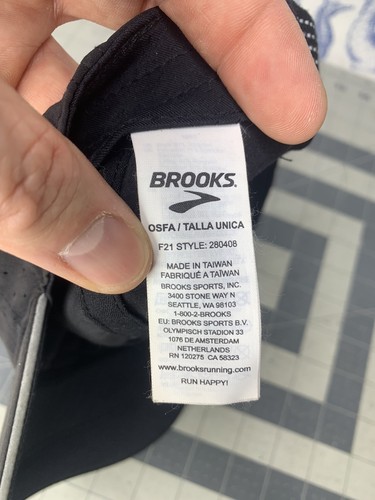 BROOKS
OSFA / TALLA UNICA
F21 STYLE: 280408
MADE IN TAIWAN
FABRIQUÉ A TAÏWAN
BROOKS SPORTS, INC.
3400 STONE WAY N
SEATTLE, WA 98103
1-800-2-BROOKS
EU: BROOKS SPORTS B.V.
OLYMPISCH STADION 33
1076 DE AMSTERDAM
NETHERLANDS
RN 120275 CA 58323
www.brooksrunning.com
RUN HAPPY!